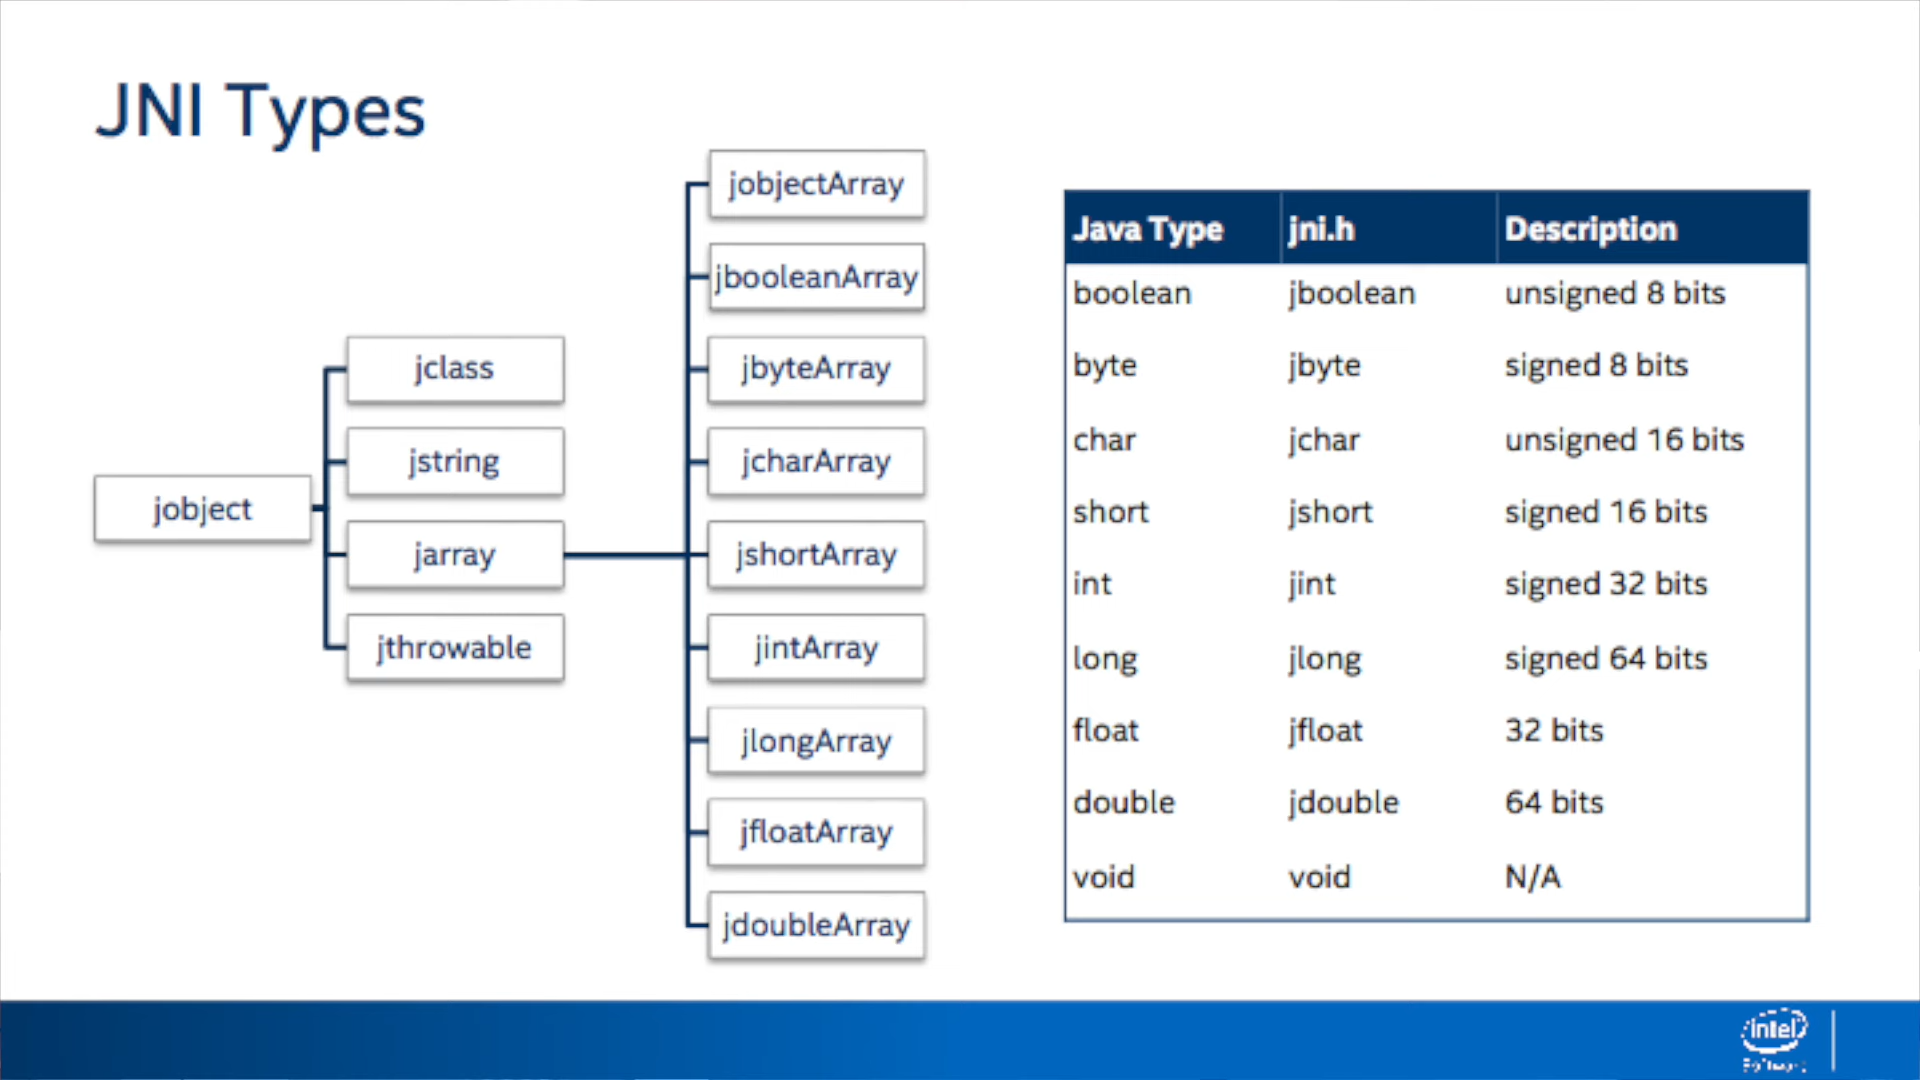 JNI Types
jobject
jclass
jstring
jarray
jthrowable
jobjectArray
jbooleanArray
jbyteArray
jcharArray
jshortArray
jintArray
jlongArray
jfloatArray
jdoubleArray
Java Type jni.h Description
boolean jboolean unsigned 8 bits
byte jbyte signed 8 bits
char jchar unsigned 16 bits
short jshort signed 16 bits
int jint signed 32 bits
long jlong signed 64 bits
float jfloat 32 bits
double jdouble 64 bits
void void N/A
intel
Software